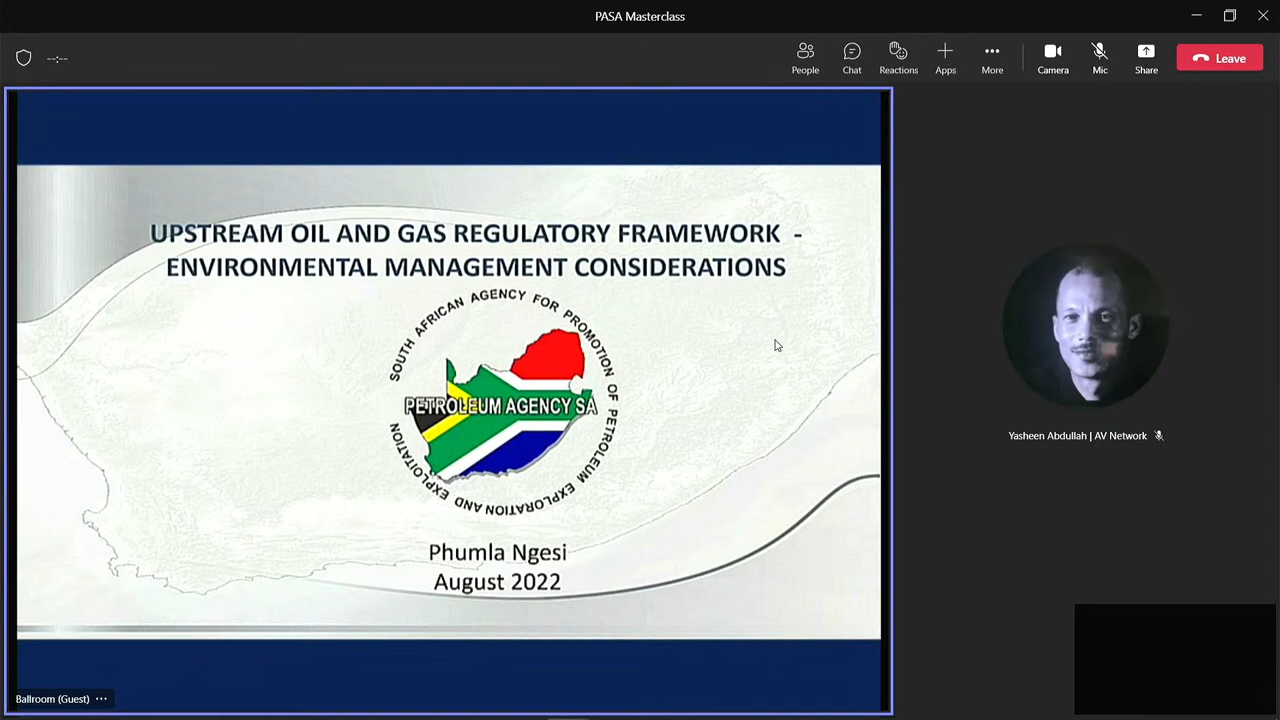 PASA Masterclass
--:--
People
Chat
Reactions
Apps
More
Camera
Mic
Share
Leave
UPSTREAM OIL AND GAS REGULATORY FRAMEWORK -
ENVIRONMENTAL MANAGEMENT CONSIDERATIONS
SOUTH AFRICAN AGENCY FOR PROMOTION OF PETROLEUM EXPLORATION AND EXPLOITATION
PETROLEUM AGENCY SA
Phumla Ngesi
August 2022
Yasheen Abdullah | AV Network
Ballroom (Guest) ···